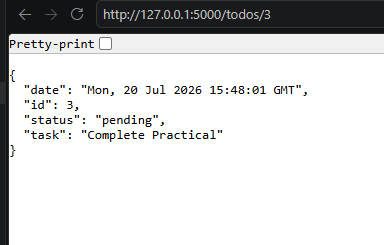 http://127.0.0.1:5000/todos/3
Pretty-print
{
  "date": "Mon, 20 Jul 2026 15:48:01 GMT",
  "id": 3,
  "status": "pending",
  "task": "Complete Practical"
}